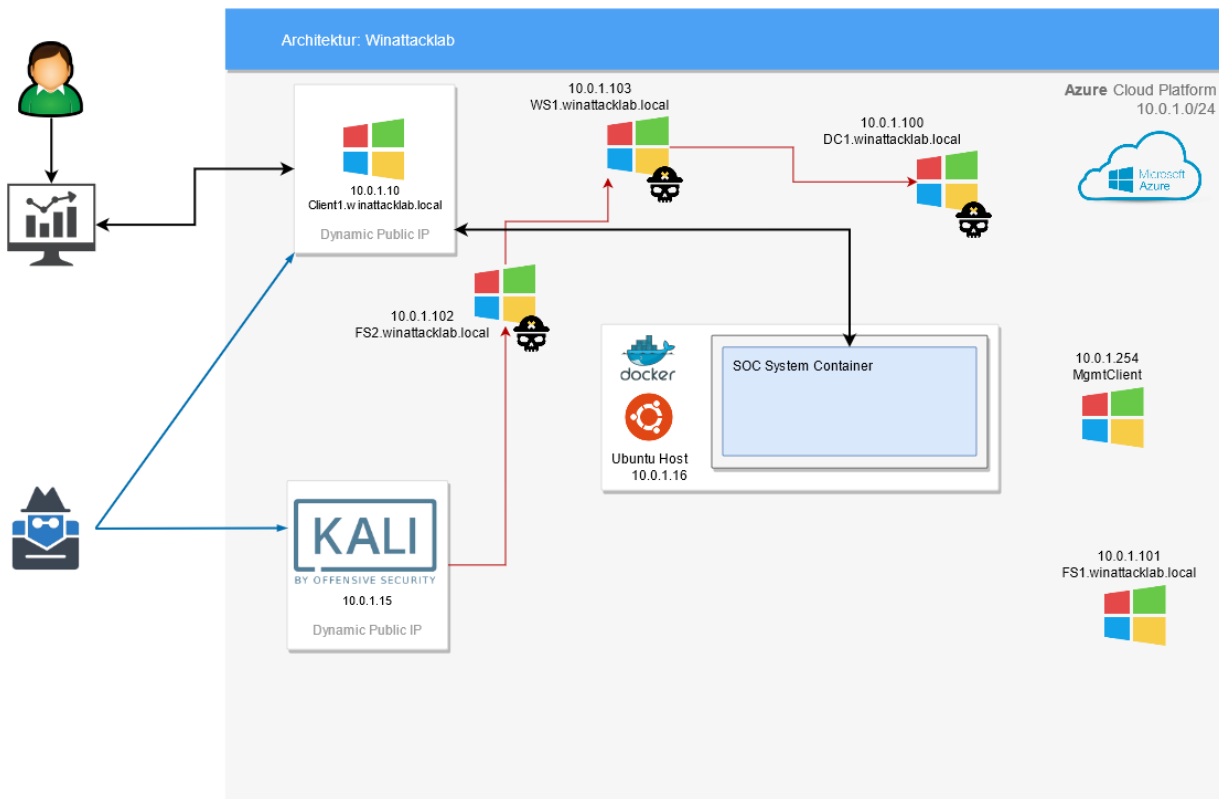 Architektur: Winattacklab
10.0.1.103
WS1.winattacklab.local
Azure Cloud Platform
10.0.1.0/24
10.0.1.100
DC1.winattacklab.local
Microsoft
Azure
10.0.1.10
Client1.winattacklab.local
Dynamic Public IP
10.0.1.102
FS2.winattacklab.local
docker
Ubuntu Host
10.0.1.16
SOC System Container
10.0.1.254
MgmtClient
KALI
BY OFFENSIVE SECURITY
10.0.1.15
Dynamic Public IP
10.0.1.101
FS1.winattacklab.local